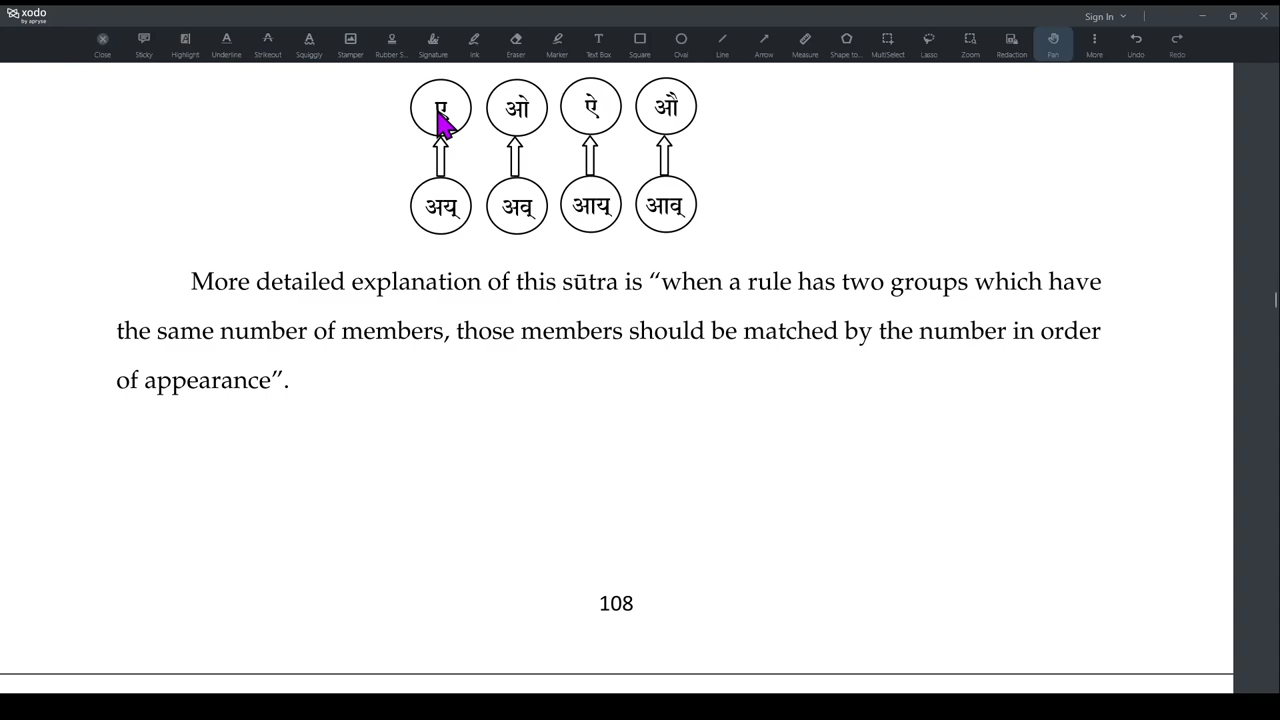 xodo Sign In
by apryse
Close Sticky Highlight Underline Strikeout Squiggly Stamper Rubber S... Signature Ink Eraser Marker Text Box Square Oval Line Arrow Measure Shape to... MultiSelect Lasso Zoom Redaction More Undo Redo
Pan
ए ओ ऐ औ
अय् अव् आय् आव्
More detailed explanation of this sūtra is “when a rule has two groups which have
the same number of members, those members should be matched by the number in order
of appearance”.
108